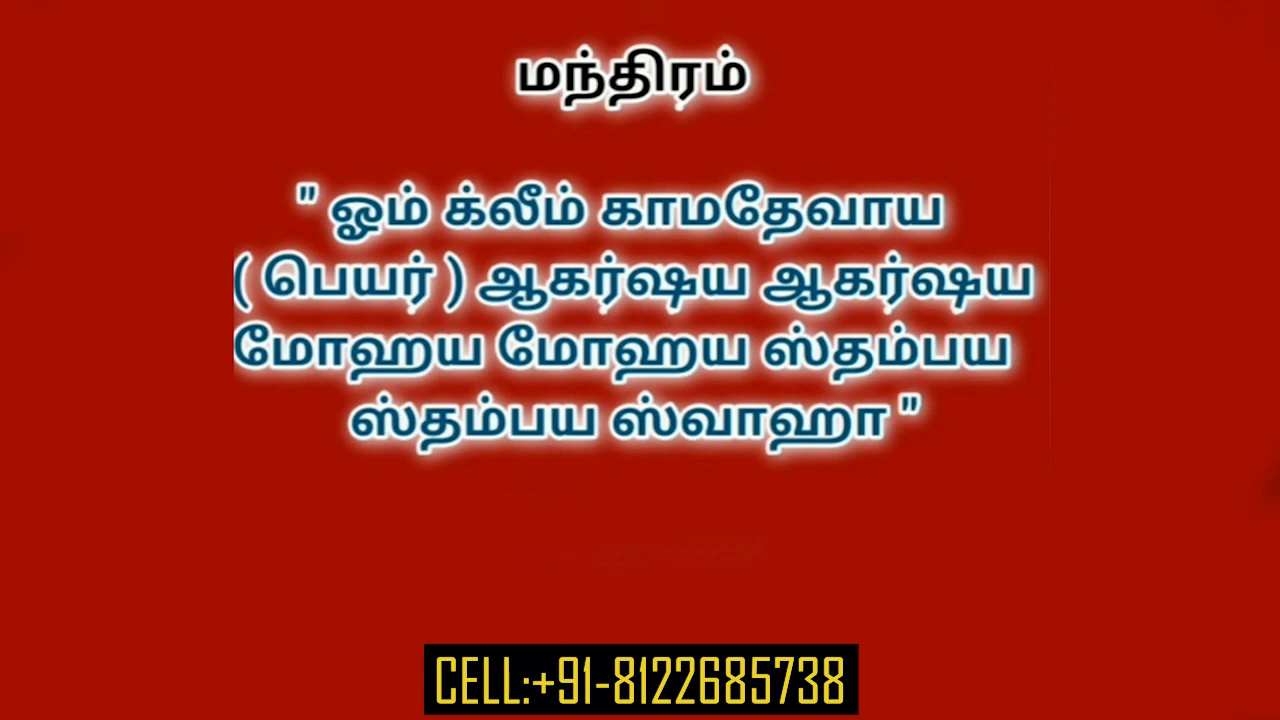 மந்திரம்
" ஓம் க்லீம் காமதேவாய
( பெயர் ) ஆகர்ஷய ஆகர்ஷய
மோஹய மோஹய ஸ்தம்பய
ஸ்தம்பய ஸ்வாஹா "
CELL:+91-8122685738